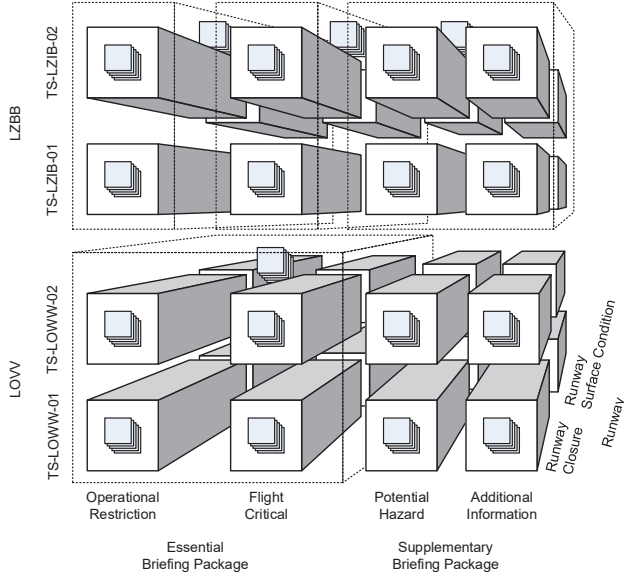 LZBB
TS-LZIB-02
TS-LZIB-01
LOVV
TS-LOWW-02
TS-LOWW-01
Runway
Surface Condition
Runway
Closure
Runway
Operational
Restriction
Flight
Critical
Potential
Hazard
Additional
Information
Essential
Briefing Package
Supplementary
Briefing Package